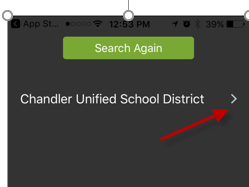 App St... 12:53 PM 39%
Search Again
Chandler Unified School District